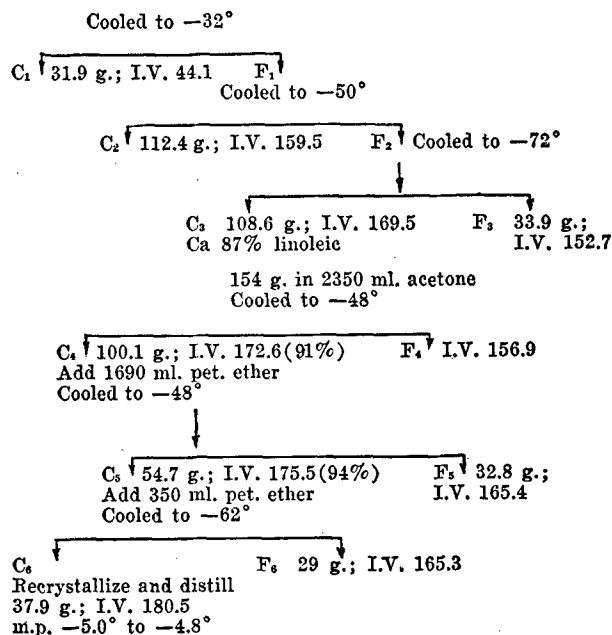 Cooled to —32°
C₁ 31.9 g.; I.V. 44.1 F₁
Cooled to —50°
C₂ 112.4 g.; I.V. 159.5 F₂ Cooled to —72°
C₃ 108.6 g.; I.V. 169.5 F₃ 33.9 g.;
Ca 87% linoleic I.V. 152.7
154 g. in 2350 ml. acetone
Cooled to —48°
C₄ 100.1 g.; I.V. 172.6(91%) F₄ I.V. 156.9
Add 1690 ml. pet. ether
Cooled to —48°
C₅ 54.7 g.; I.V. 175.5(94%) F₅ 32.8 g.;
Add 350 ml. pet. ether I.V. 165.4
Cooled to —62°
C₆ F₆ 29 g.; I.V. 165.3
Recrystallize and distill
37.9 g.; I.V. 180.5
m.p. —5.0° to —4.8°